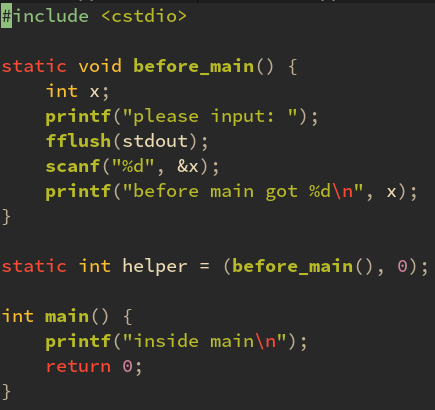 #include <cstdio>

static void before_main() {
    int x;
    printf("please input: ");
    fflush(stdout);
    scanf("%d", &x);
    printf("before main got %d\n", x);
}

static int helper = (before_main(), 0);

int main() {
    printf("inside main\n");
    return 0;
}